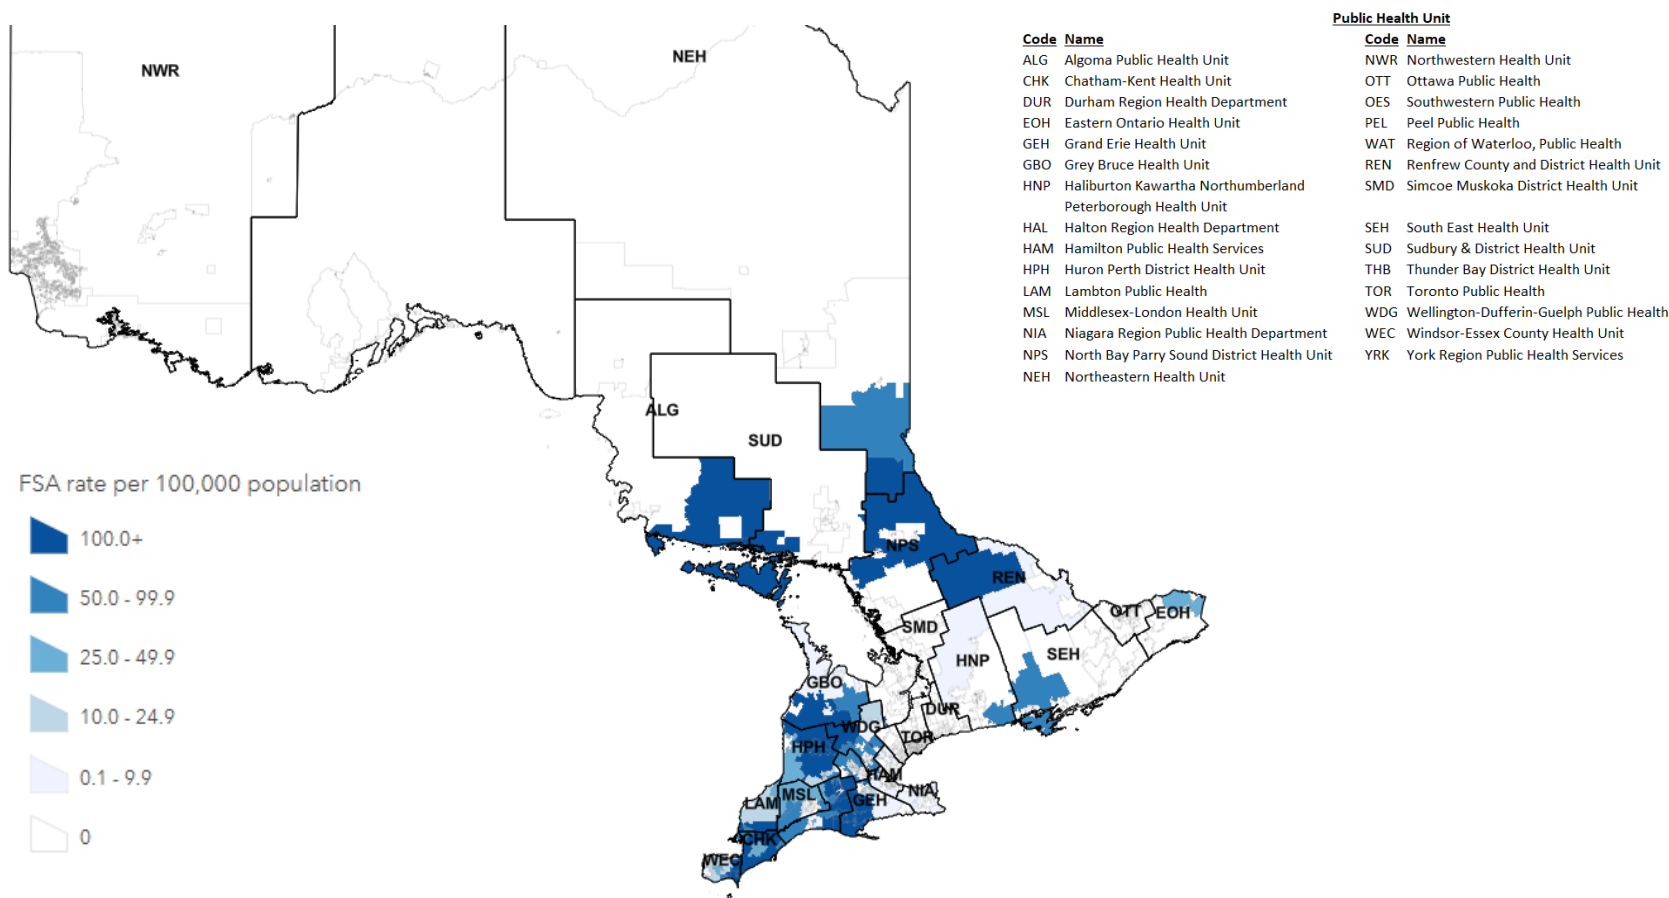 Public Health Unit
Code Name
ALG Algoma Public Health Unit
CHK Chatham-Kent Health Unit
DUR Durham Region Health Department
EOH Eastern Ontario Health Unit
GEH Grand Erie Health Unit
GBO Grey Bruce Health Unit
HNP Haliburton Kawartha Northumberland
Peterborough Health Unit
HAL Halton Region Health Department
HAM Hamilton Public Health Services
HPH Huron Perth District Health Unit
LAM Lambton Public Health
MSL Middlesex-London Health Unit
NIA Niagara Region Public Health Department
NPS North Bay Parry Sound District Health Unit
NEH Northeastern Health Unit
Code Name
NWR Northwestern Health Unit
OTT Ottawa Public Health
OES Southwestern Public Health
PEL Peel Public Health
WAT Region of Waterloo, Public Health
REN Renfrew County and District Health Unit
SMD Simcoe Muskoka District Health Unit
SEH South East Health Unit
SUD Sudbury & District Health Unit
THB Thunder Bay District Health Unit
TOR Toronto Public Health
WDG Wellington-Dufferin-Guelph Public Health
WEC Windsor-Essex County Health Unit
YRK York Region Public Health Services
NWR
NEH
ALG
SUD
NPS
REN
SMD
OTT
EOH
HNP
SEH
GBO
DUR
WDG
TOR
HPH
HAM
NIA
MSL
GEH
LAM
CHK
WEC
FSA rate per 100,000 population
100.0+
50.0 - 99.9
25.0 - 49.9
10.0 - 24.9
0.1 - 9.9
0